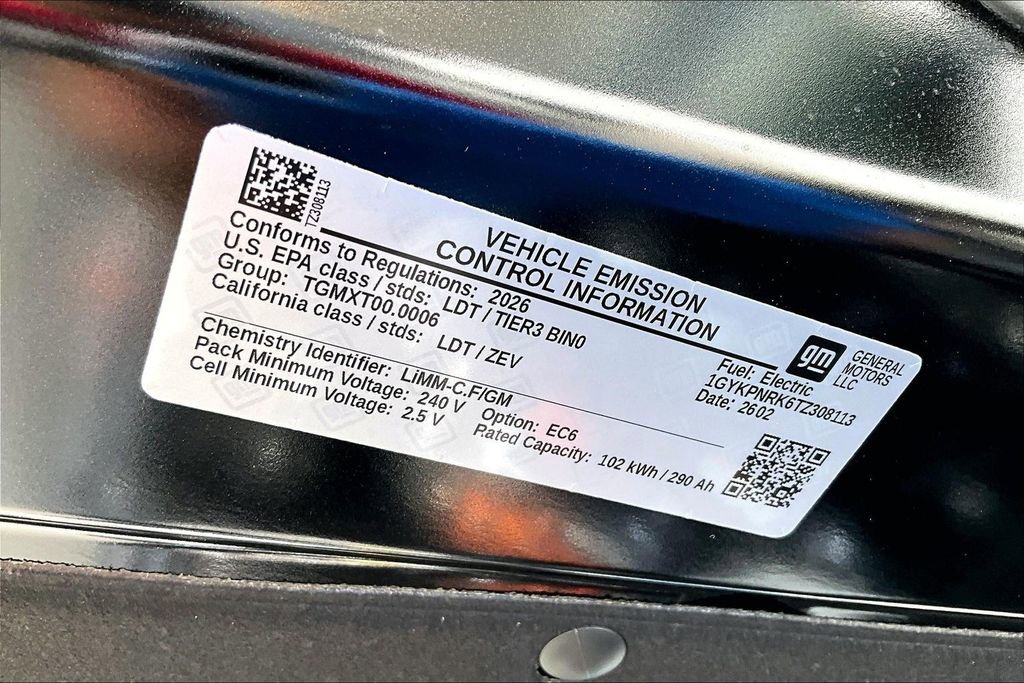 TZ308113
VEHICLE EMISSION
CONTROL INFORMATION
Conforms to Regulations: 2026
U.S. EPA class / stds: LDT / TIER3 BIN0
Group: TGMXT00.0006
California class / stds: LDT / ZEV
gm
GENERAL
MOTORS
LLC
Fuel: Electric
1GYKPNRK6TZ308113
Date: 2602
Chemistry Identifier: LiMM-C.F/GM
Pack Minimum Voltage: 240 V Option: EC6
Cell Minimum Voltage: 2.5 V Rated Capacity: 102 kWh / 290 Ah